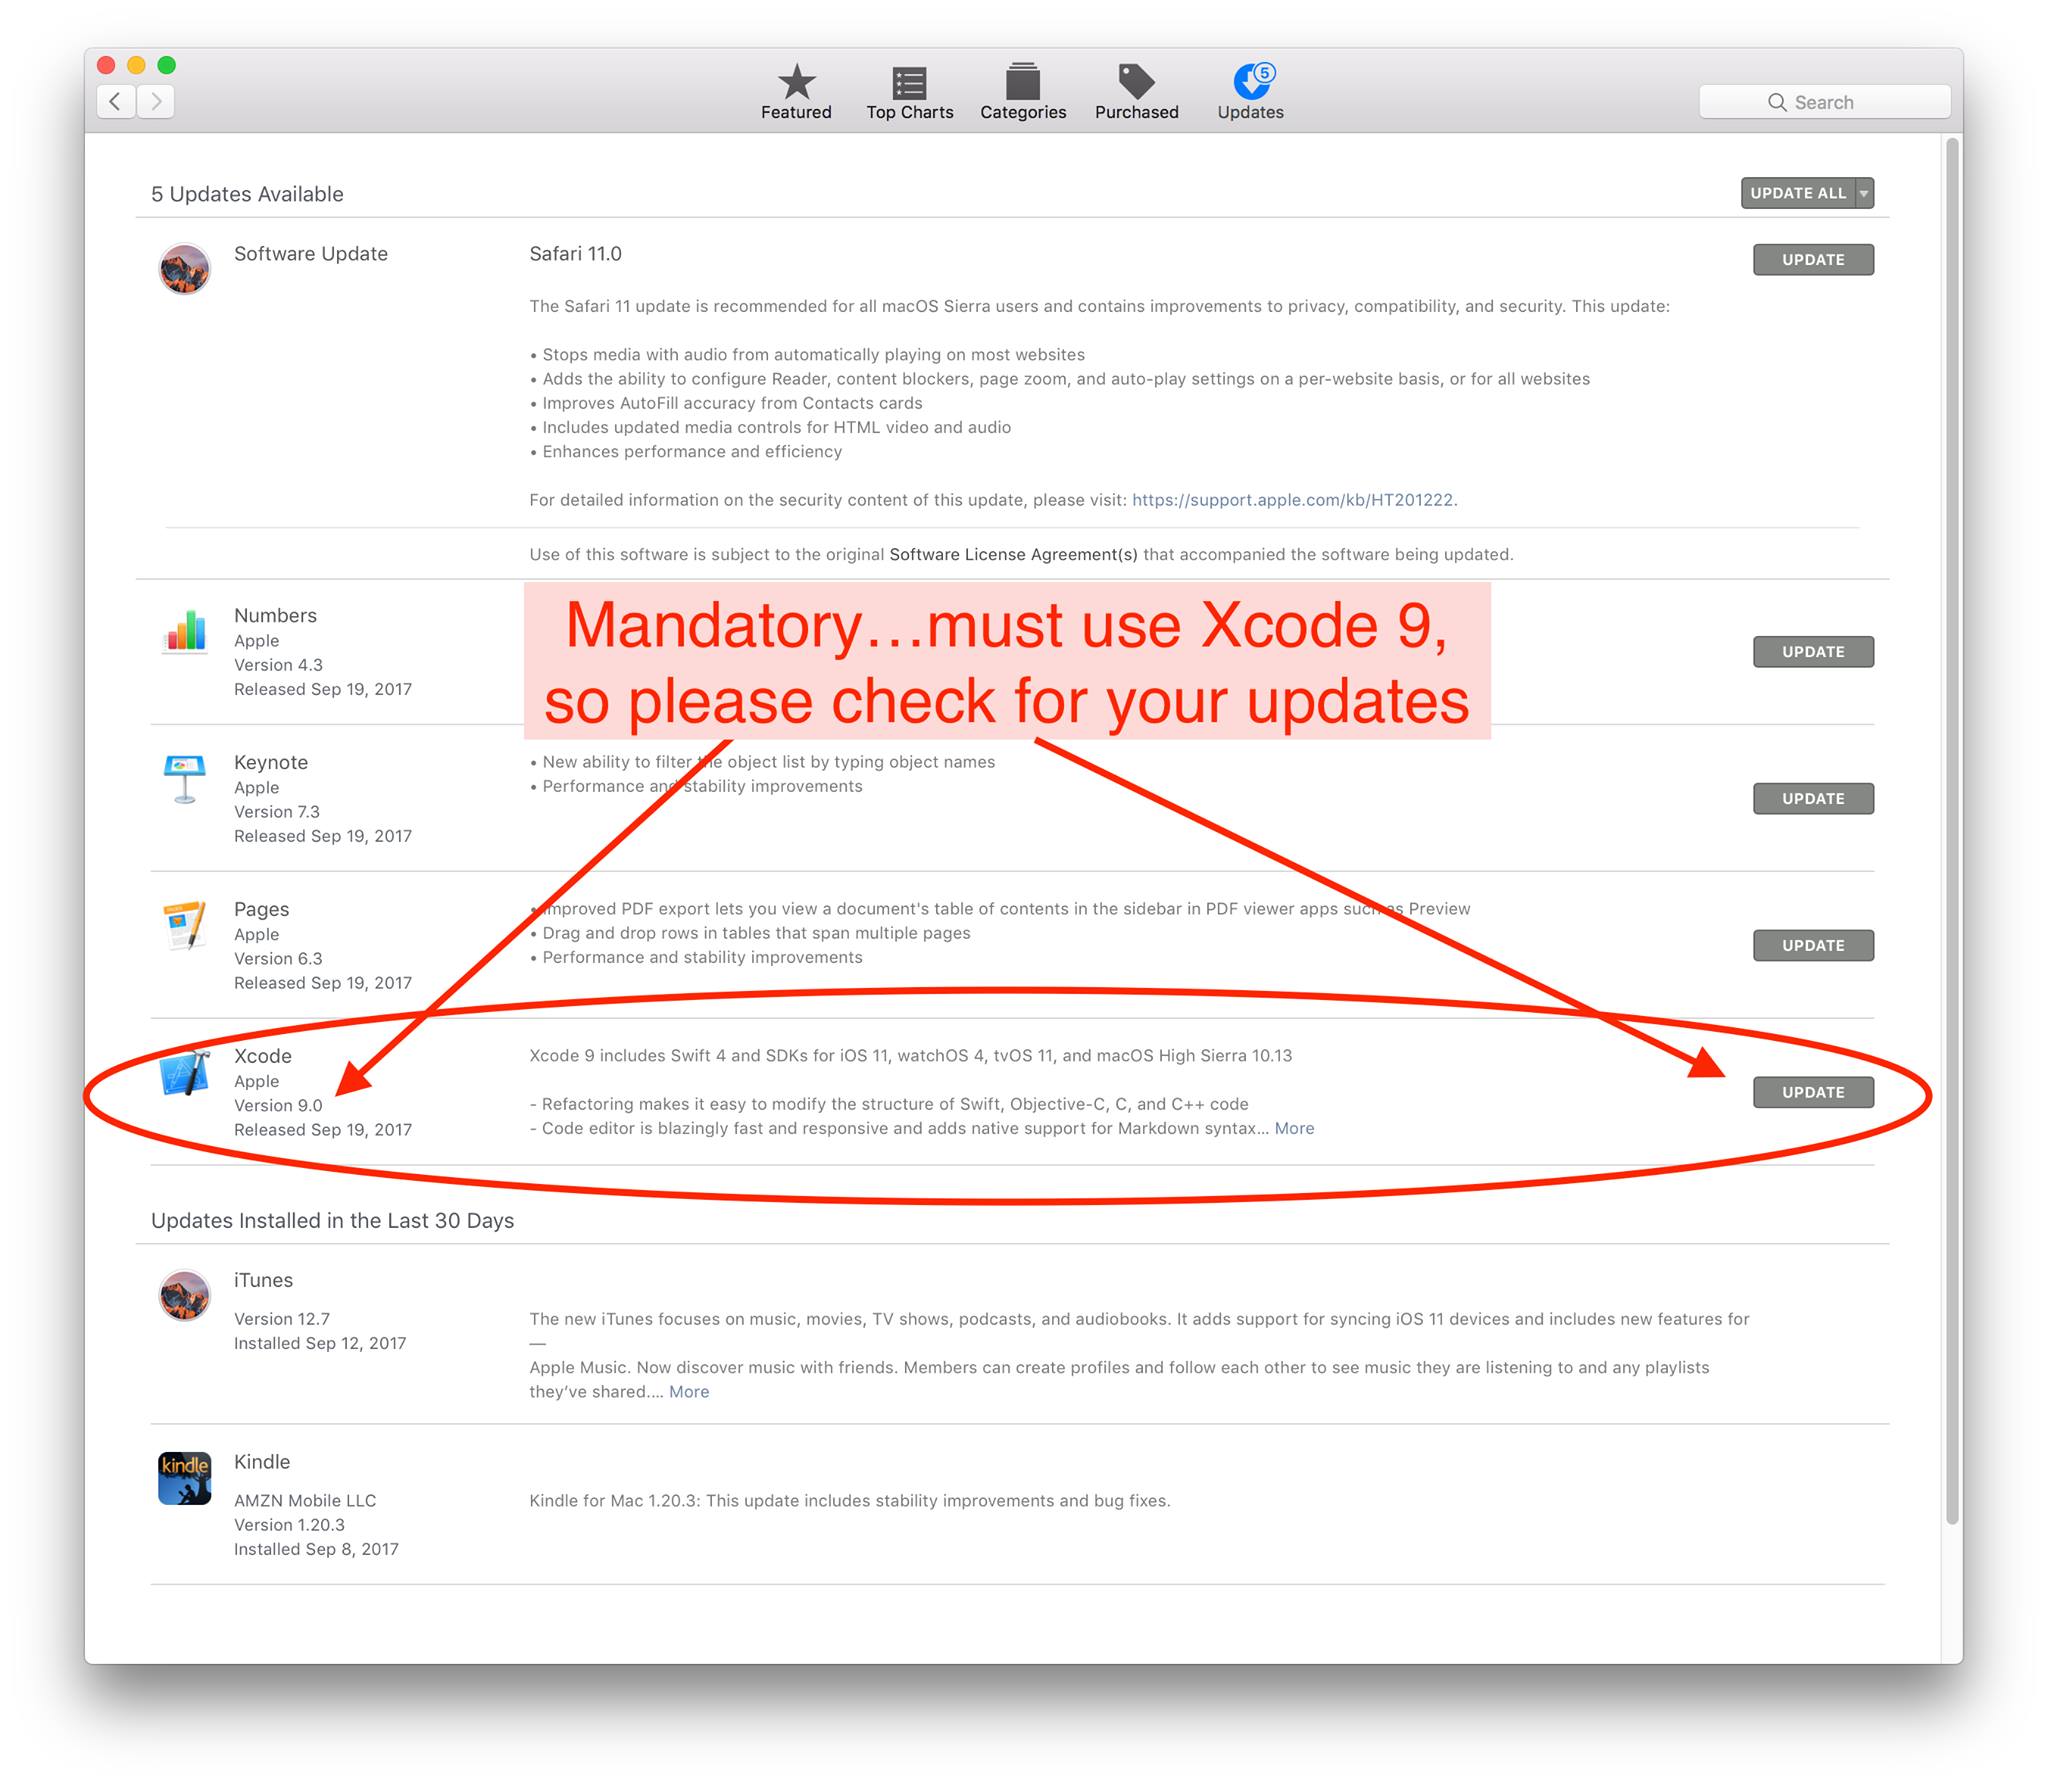 Featured
Top Charts
Categories
Purchased
5
Updates
Search
5 Updates Available
UPDATE ALL
Software Update
Safari 11.0
UPDATE
The Safari 11 update is recommended for all macOS Sierra users and contains improvements to privacy, compatibility, and security. This update:
• Stops media with audio from automatically playing on most websites
• Adds the ability to configure Reader, content blockers, page zoom, and auto-play settings on a per-website basis, or for all websites
• Improves AutoFill accuracy from Contacts cards
• Includes updated media controls for HTML video and audio
• Enhances performance and efficiency
For detailed information on the security content of this update, please visit: https://support.apple.com/kb/HT201222.
Use of this software is subject to the original Software License Agreement(s) that accompanied the software being updated.
Mandatory…must use Xcode 9,
so please check for your updates
Numbers
Apple
Version 4.3
Released Sep 19, 2017
UPDATE
Keynote
Apple
Version 7.3
Released Sep 19, 2017
• New ability to filter the object list by typing object names
• Performance and stability improvements
UPDATE
Pages
Apple
Version 6.3
Released Sep 19, 2017
• Improved PDF export lets you view a document's table of contents in the sidebar in PDF viewer apps such as Preview
• Drag and drop rows in tables that span multiple pages
• Performance and stability improvements
UPDATE
Xcode
Apple
Version 9.0
Released Sep 19, 2017
Xcode 9 includes Swift 4 and SDKs for iOS 11, watchOS 4, tvOS 11, and macOS High Sierra 10.13
- Refactoring makes it easy to modify the structure of Swift, Objective-C, C, and C++ code
- Code editor is blazingly fast and responsive and adds native support for Markdown syntax... More
UPDATE
Updates Installed in the Last 30 Days
iTunes
Version 12.7
Installed Sep 12, 2017
The new iTunes focuses on music, movies, TV shows, podcasts, and audiobooks. It adds support for syncing iOS 11 devices and includes new features for
—
Apple Music. Now discover music with friends. Members can create profiles and follow each other to see music they are listening to and any playlists
they've shared.... More
kindle
Kindle
AMZN Mobile LLC
Version 1.20.3
Installed Sep 8, 2017
Kindle for Mac 1.20.3: This update includes stability improvements and bug fixes.